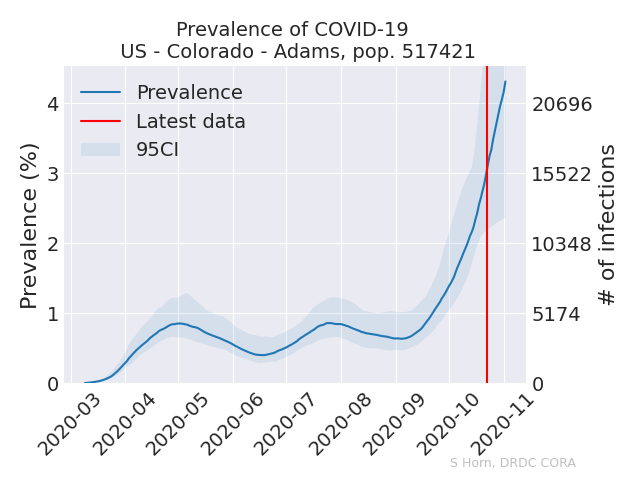 Prevalence of COVID-19
US - Colorado - Adams, pop. 517421
Prevalence
Latest data
95CI
Prevalence (%)
4
3
2
1
0
# of infections
20696
15522
10348
5174
0
2020-03
2020-04
2020-05
2020-06
2020-07
2020-08
2020-09
2020-10
2020-11
S Horn, DRDC CORA